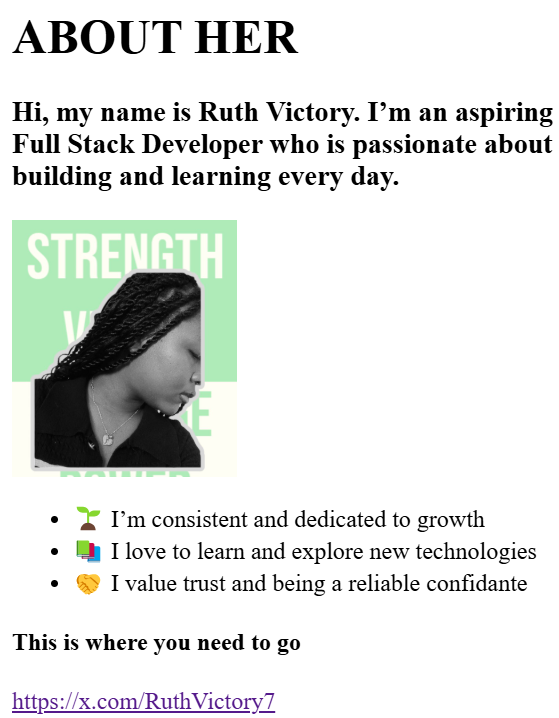 ABOUT HER
Hi, my name is Ruth Victory. I’m an aspiring
Full Stack Developer who is passionate about
building and learning every day.
STRENGTH
I’m consistent and dedicated to growth
I love to learn and explore new technologies
I value trust and being a reliable confidante
This is where you need to go
https://x.com/RuthVictory7